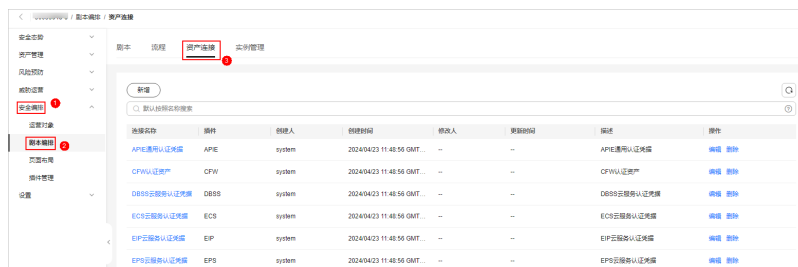 / 剧本编排 / 资产连接
安全态势
资产管理
风险预防
威胁运营
安全编排 1
运营对象
剧本编排 2
页面布局
插件管理
设置
剧本 流程 资产连接 实例管理
3
新增
默认按照名称搜索
连接名称 插件 创建人 创建时间 修改人 更新时间 描述 操作
APIE通用认证凭据 APIE system 2024/04/23 11:48:56 GMT... -- -- APIE通用认证凭据 编辑 删除
CFW认证资产 CFW system 2024/04/23 11:48:56 GMT... -- -- CFW认证资产 编辑 删除
DBSS云服务认证凭据 DBSS system 2024/04/23 11:48:56 GMT... -- -- DBSS云服务认证凭据 编辑 删除
ECS云服务认证凭据 ECS system 2024/04/23 11:48:56 GMT... -- -- ECS云服务认证凭据 编辑 删除
EIP云服务认证凭据 EIP system 2024/04/23 11:48:56 GMT... -- -- EIP云服务认证凭据 编辑 删除
EPS云服务认证凭据 EPS system 2024/04/23 11:48:56 GMT... -- -- EPS云服务认证凭据 编辑 删除